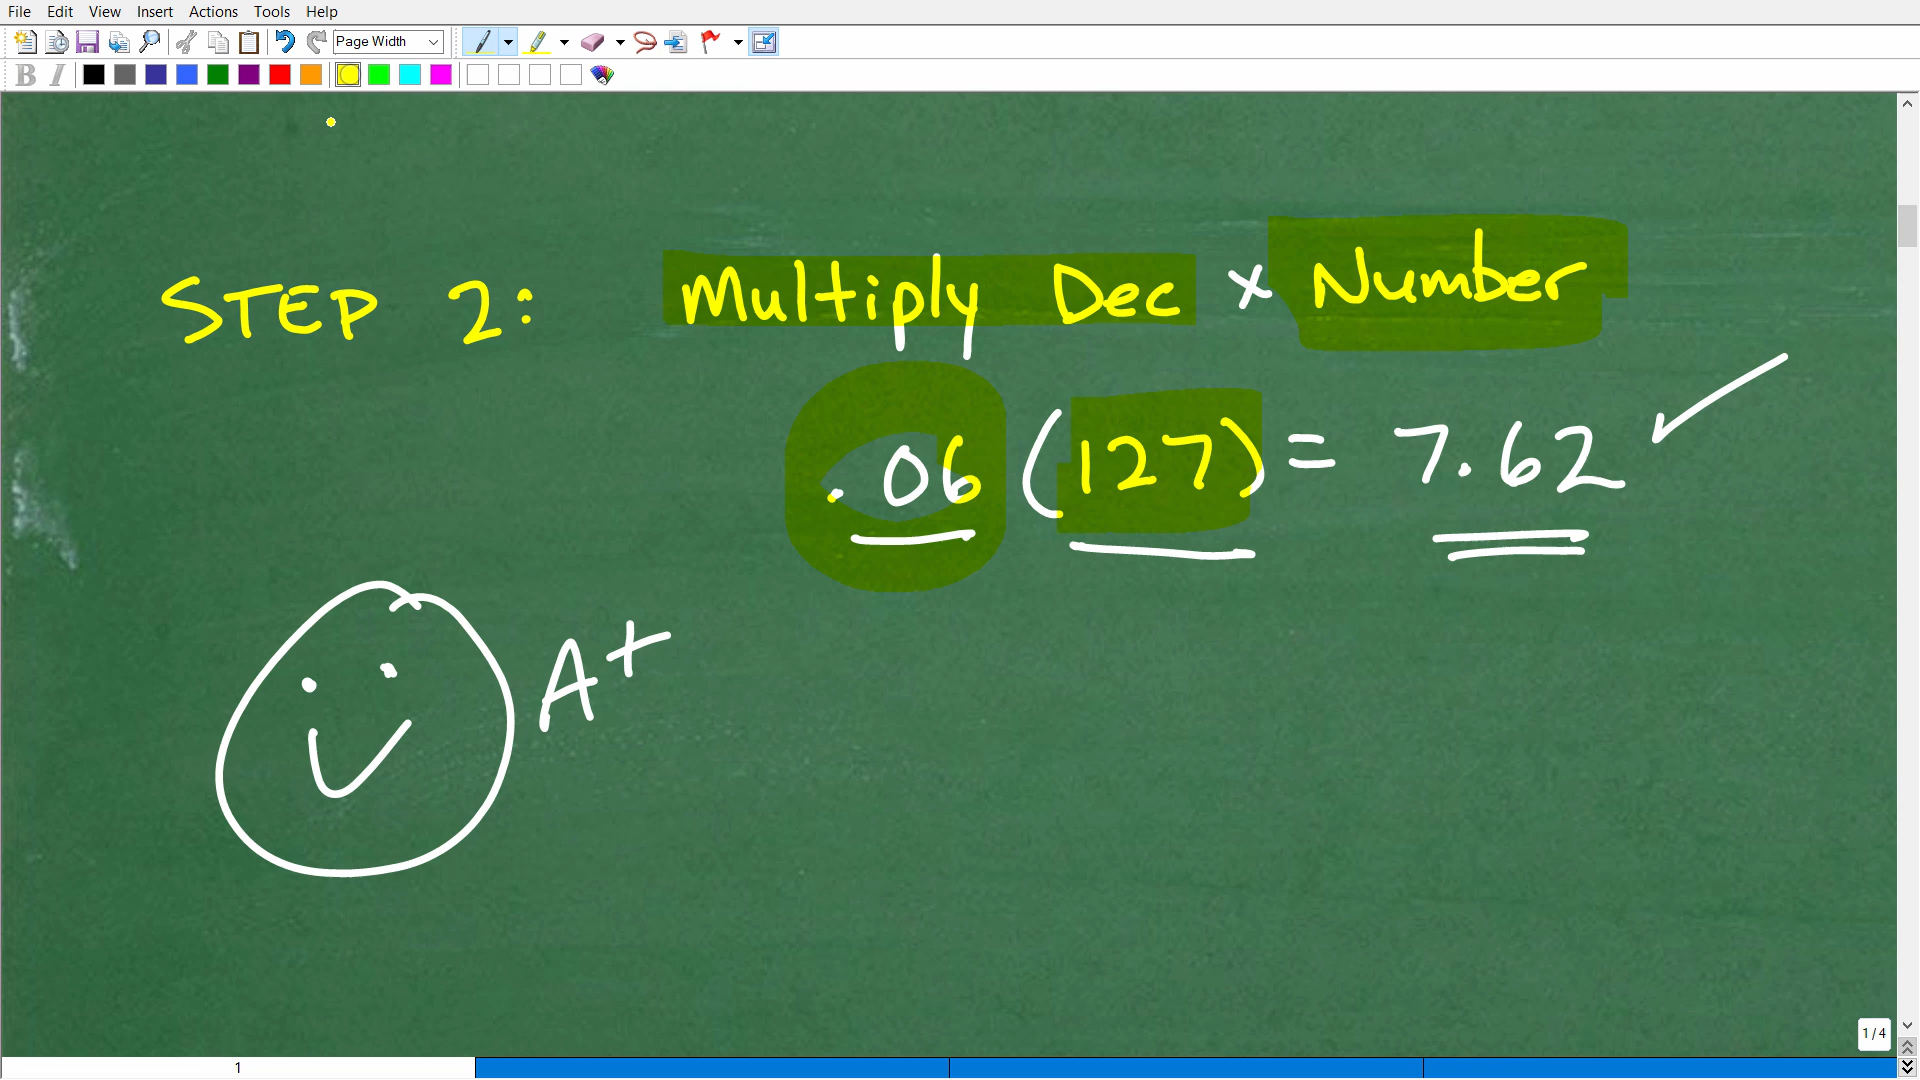 File Edit View Insert Actions Tools Help
Page Width
B I
STEP 2: Multiply Dec x Number
.06 (127) = 7.62
A+
1 / 4
1